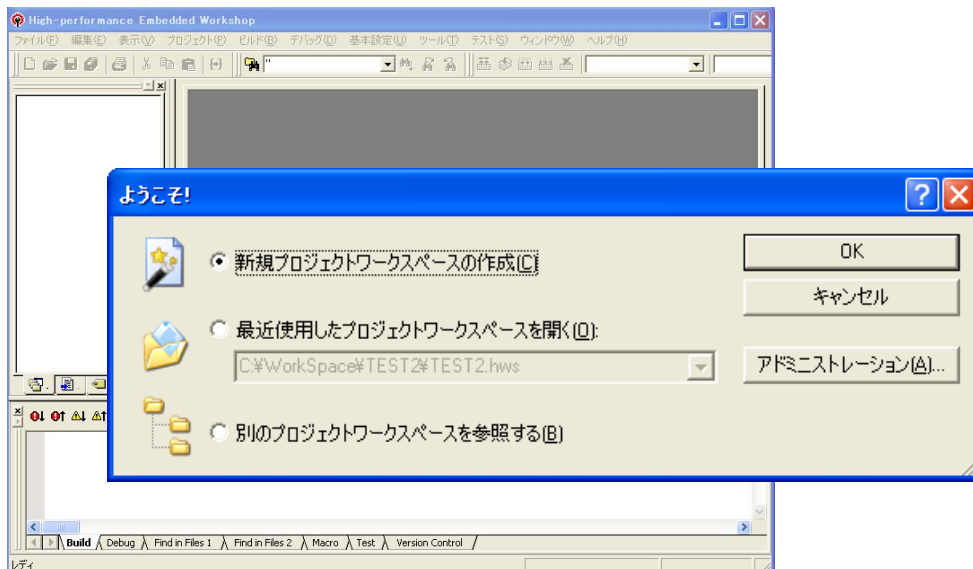 High-performance Embedded Workshop
ファイル(F) 編集(E) 表示(V) プロジェクト(P) ビルド(B) デバッグ(D) 基本設定(U) ツール(T) テスト(S) ウィンドウ(W) ヘルプ(H)
ようこそ!
新規プロジェクトワークスペースの作成(C)
OK
キャンセル
最近使用したプロジェクトワークスペースを開く(O):
C:¥WorkSpace¥TEST2¥TEST2.hws
アドミニストレーション(A)...
別のプロジェクトワークスペースを参照する(B)
Build Debug Find in Files 1 Find in Files 2 Macro Test Version Control
レディ